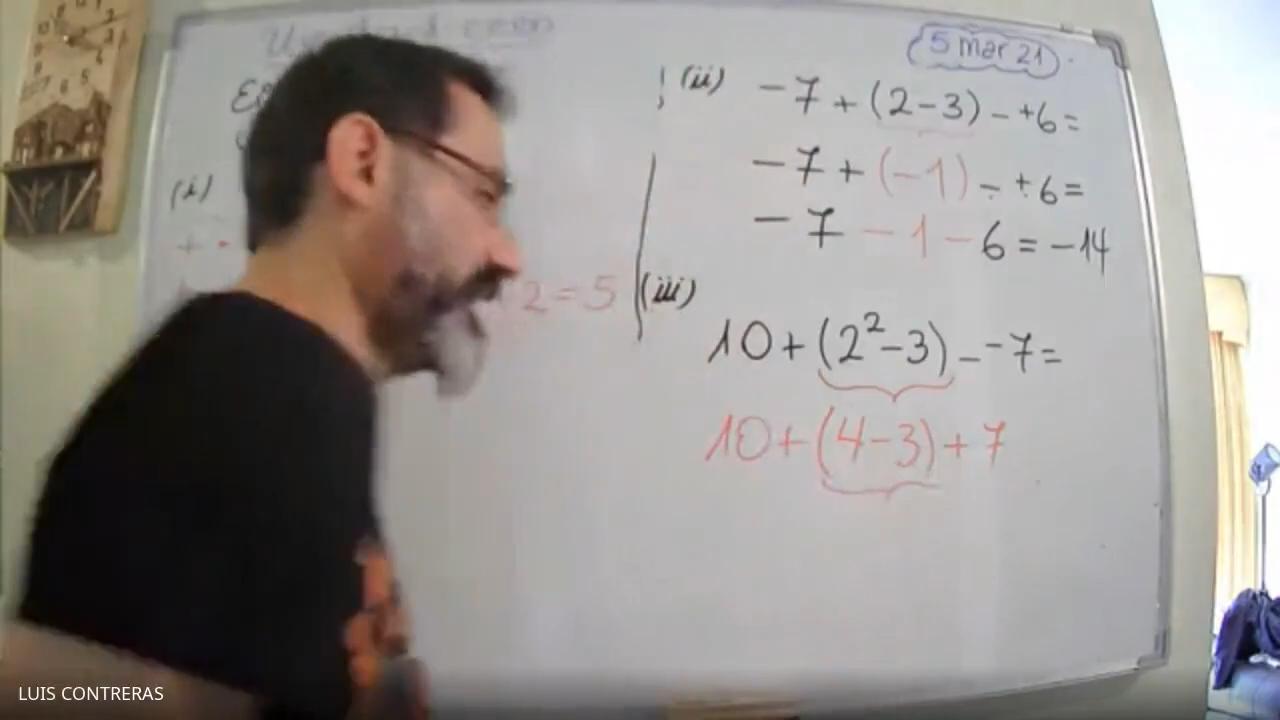 5 mar 21
(ii) -7+(2-3)-+6=
-7+(-1)-+6=
-7-1-6=-14
(i)
2=5
(iii)
10+(2²-3)--7=
10+(4-3)+7
LUIS CONTRERAS